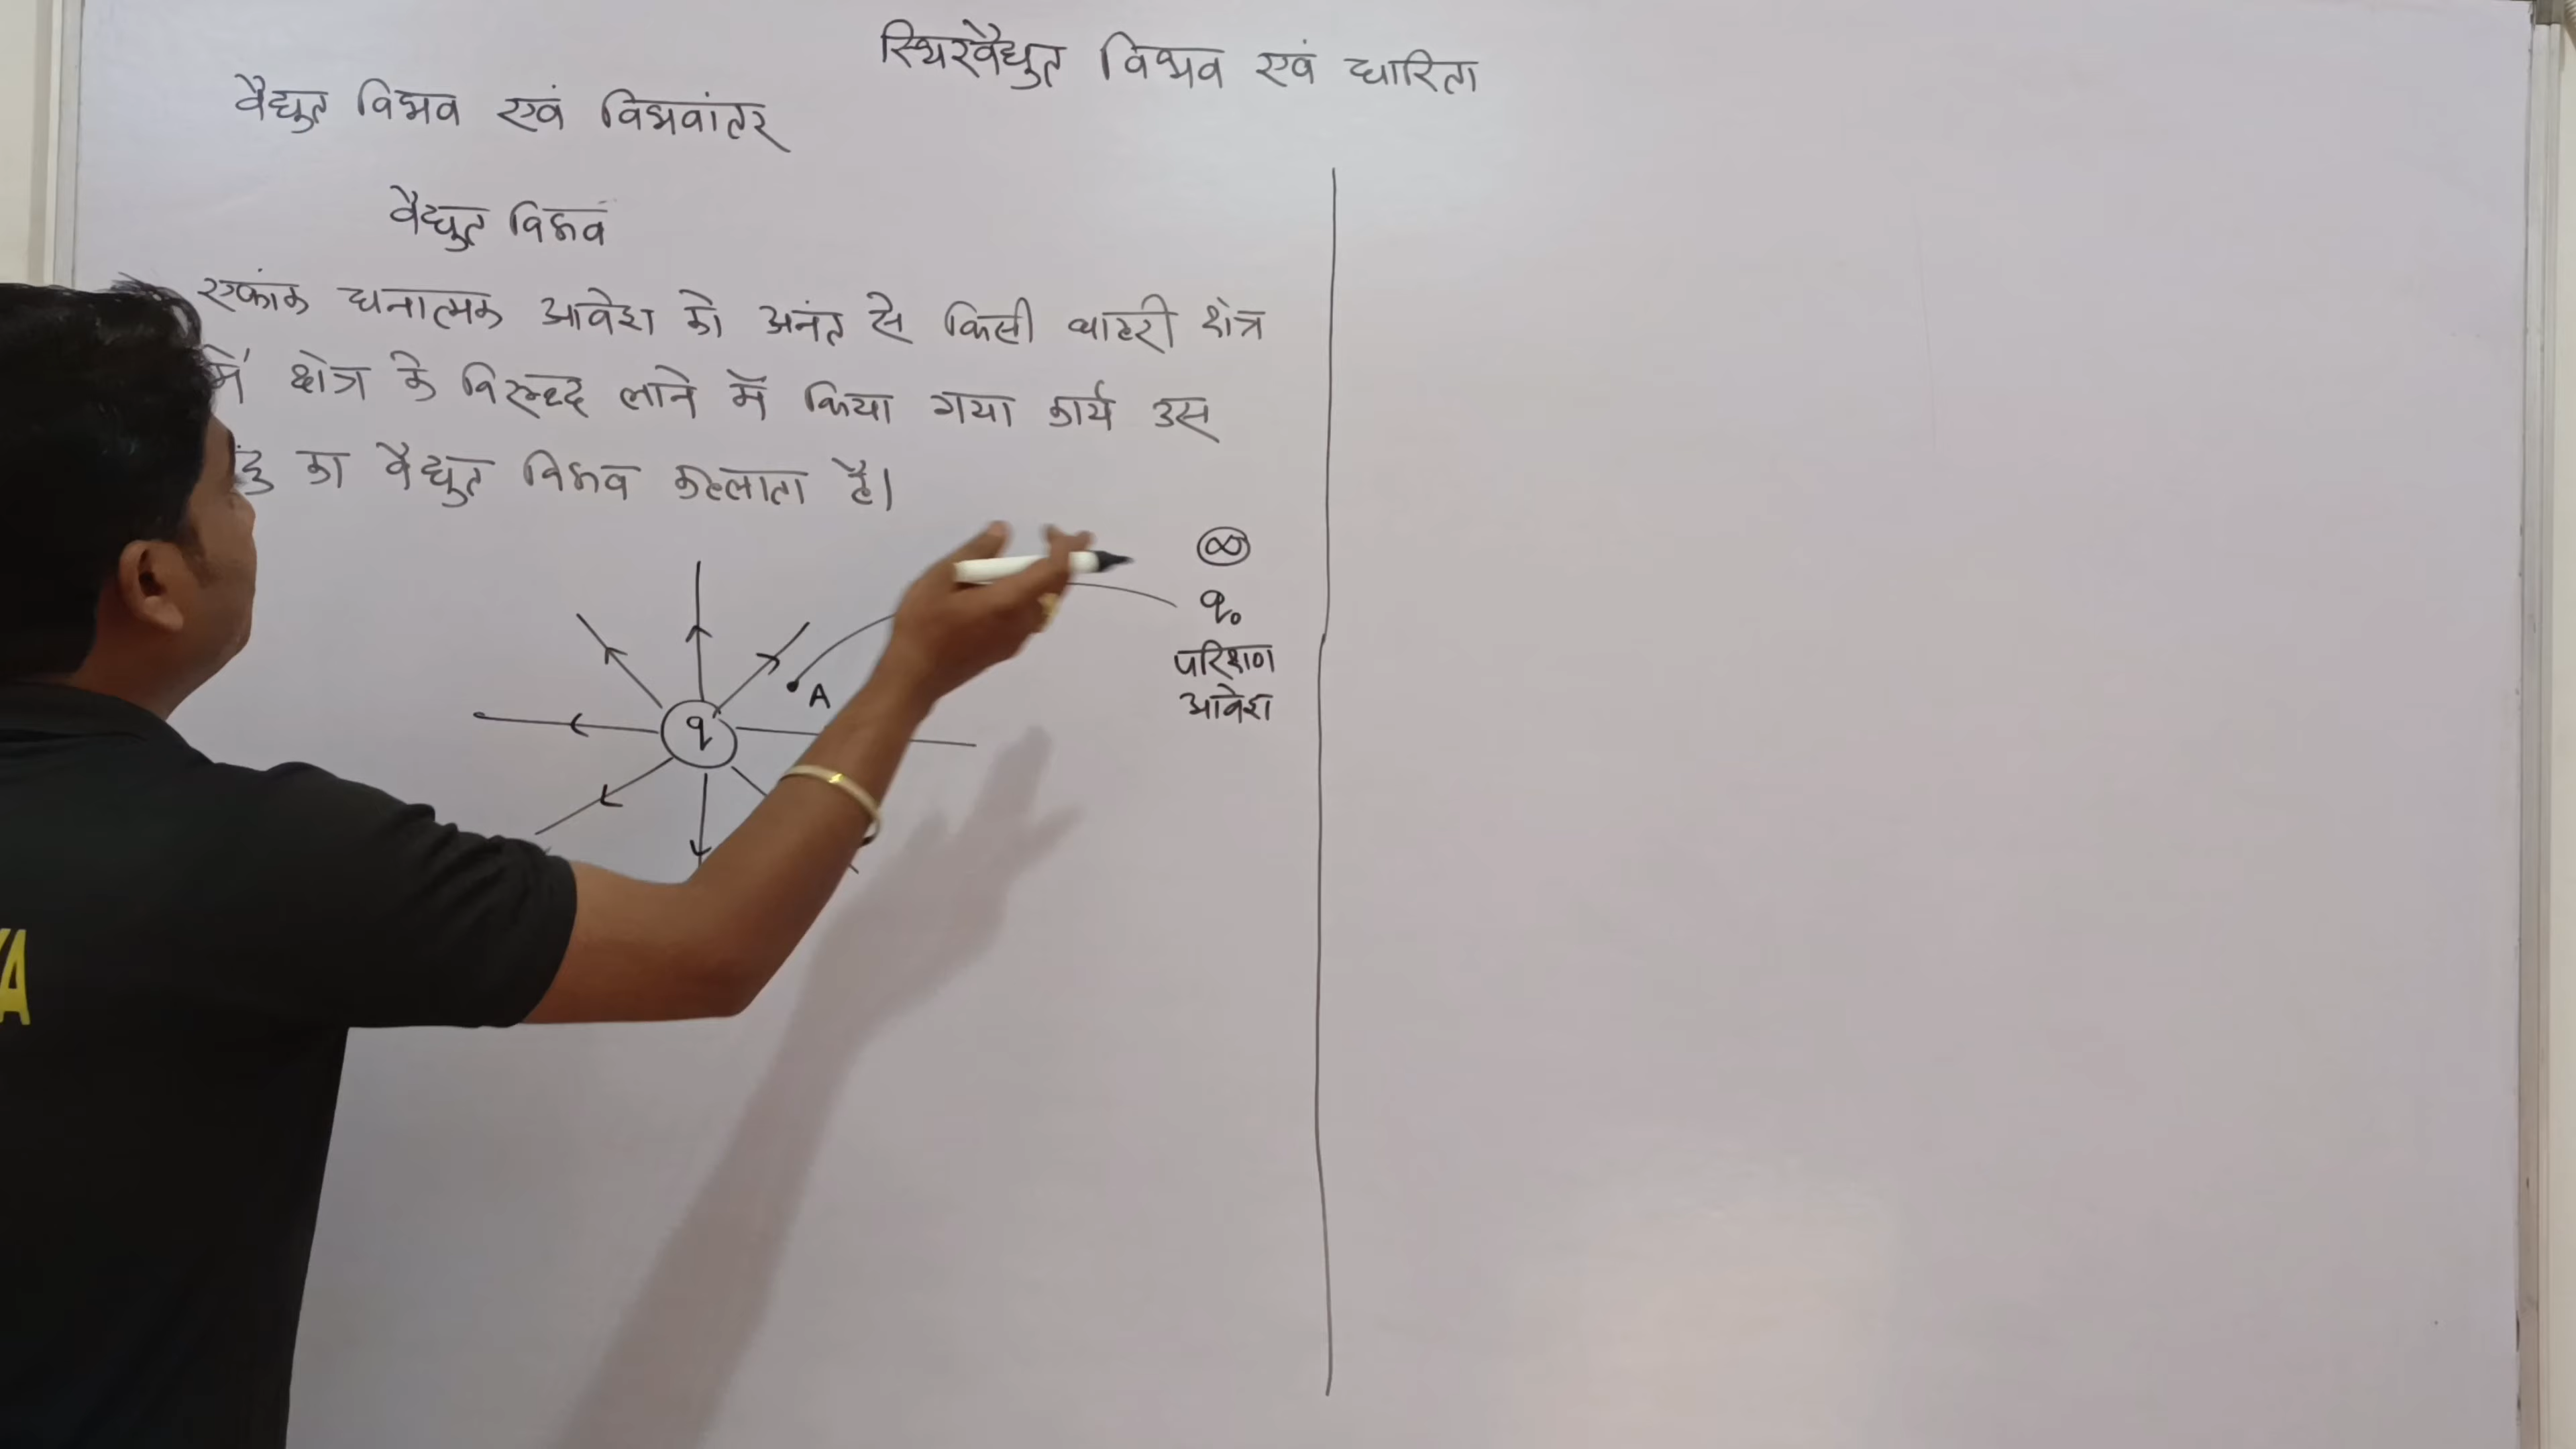 स्थिरवैद्युत विभव एवं धारिता
वैद्युत विभव एवं विभवांतर
वैद्युत विभव
एकांक धनात्मक आवेश को अनंत से किसी बाहरी क्षेत्र
में क्षेत्र के विरुद्ध लाने में किया गया कार्य उस
का वैद्युत विभव कहलाता है।
∞
q₀
परिक्षण
आवेश
A
q